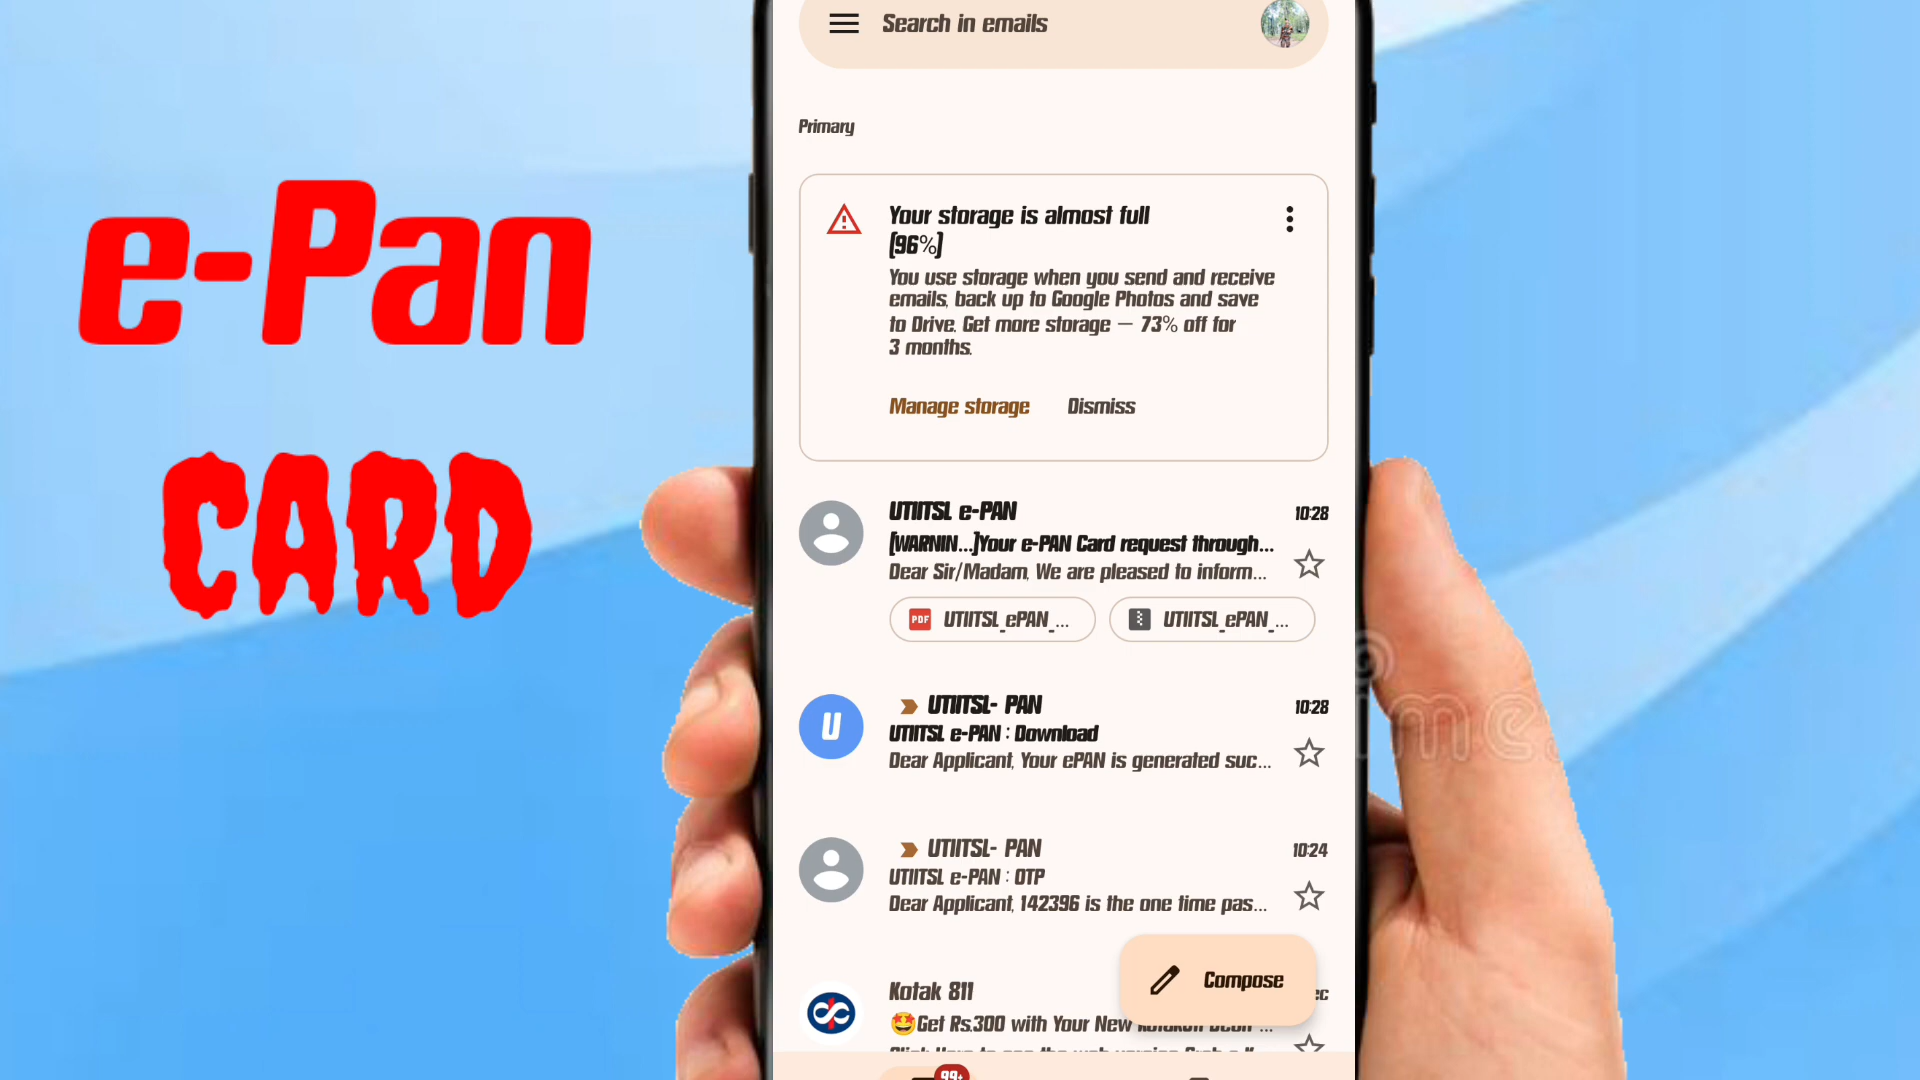 e-Pan
CARD
Search in emails
Primary
Your storage is almost full
(96%)
You use storage when you send and receive
emails, back up to Google Photos and save
to Drive. Get more storage — 73% off for
3 months.
Manage storage Dismiss
UTIITSL e-PAN 10:28
[WARNIN...]Your e-PAN Card request through...
Dear Sir/Madam, We are pleased to inform...
PDF UTIITSL_ePAN_... UTIITSL_ePAN_...
U UTIITSL- PAN 10:28
UTIITSL e-PAN : Download
Dear Applicant, Your ePAN is generated suc...
UTIITSL- PAN 10:24
UTIITSL e-PAN : OTP
Dear Applicant, 142396 is the one time pas...
Compose
Kotak 811
🤩Get Rs.300 with Your New
99+